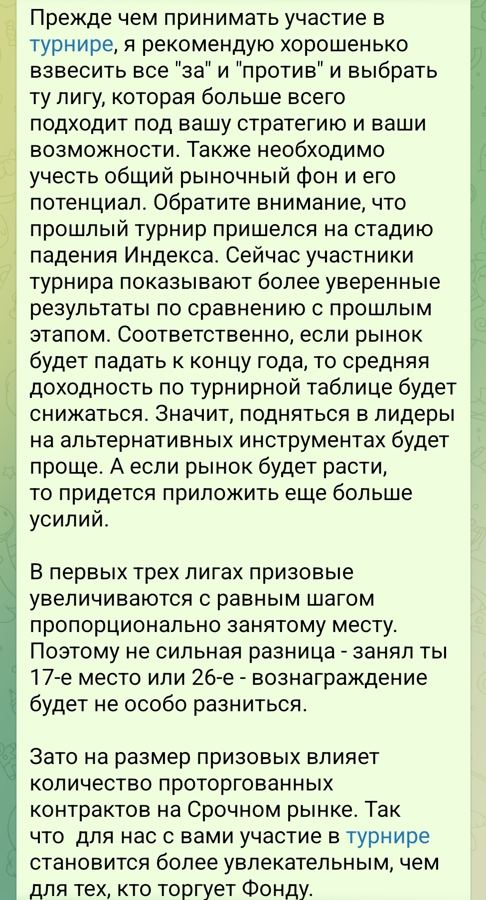 Прежде чем принимать участие в
турнире, я рекомендую хорошенько
взвесить все "за" и "против" и выбрать
ту лигу, которая больше всего
подходит под вашу стратегию и ваши
возможности. Также необходимо
учесть общий рыночный фон и его
потенциал. Обратите внимание, что
прошлый турнир пришелся на стадию
падения Индекса. Сейчас участники
турнира показывают более уверенные
результаты по сравнению с прошлым
этапом. Соответственно, если рынок
будет падать к концу года, то средняя
доходность по турнирной таблице будет
снижаться. Значит, подняться в лидеры
на альтернативных инструментах будет
проще. А если рынок будет расти,
то придется приложить еще больше
усилий.
В первых трех лигах призовые
увеличиваются с равным шагом
пропорционально занятому месту.
Поэтому не сильная разница - занял ты
17-е место или 26-е - вознаграждение
будет не особо разниться.
Зато на размер призовых влияет
количество проторгованных
контрактов на Срочном рынке. Так
что  для нас с вами участие в турнире
становится более увлекательным, чем
для тех, кто торгует Фонду.